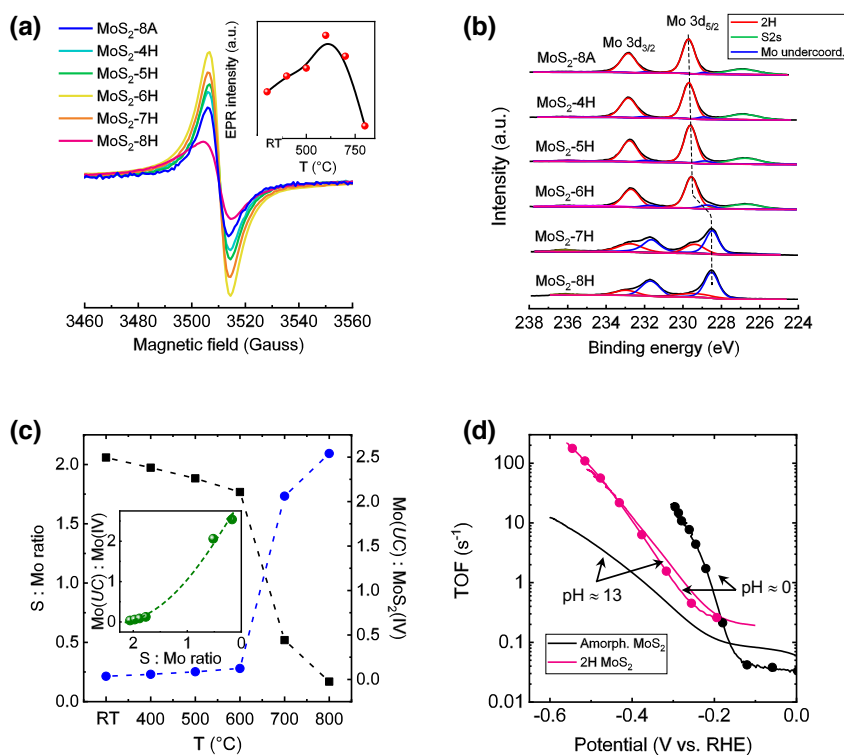 (a)
MoS2-8A
MoS2-4H
MoS2-5H
MoS2-6H
MoS2-7H
MoS2-8H
EPR intensity (a.u.)
RT 500 750
T (°C)
3460 3480 3500 3520 3540 3560
Magnetic field (Gauss)
(b)
Mo 3d5/2
Mo 3d3/2
2H
S2s
Mo undercoord.
MoS2-8A
MoS2-4H
MoS2-5H
MoS2-6H
MoS2-7H
MoS2-8H
Intensity (a.u.)
238 236 234 232 230 228 226 224
Binding energy (eV)
(c)
2.0
1.5
1.0
0.5
0.0
S : Mo ratio
2.5
2.0
1.5
1.0
0.5
0.0
Mo(UC) : MoS2(IV)
Mo(UC) : Mo(IV)
2
1
0
2 1 0
S : Mo ratio
RT 400 500 600 700 800
T (°C)
(d)
100
10
1
0.1
0.01
TOF (s-1)
pH ≈ 13
pH ≈ 0
Amorph. MoS2
2H MoS2
-0.6 -0.4 -0.2 0.0
Potential (V vs. RHE)